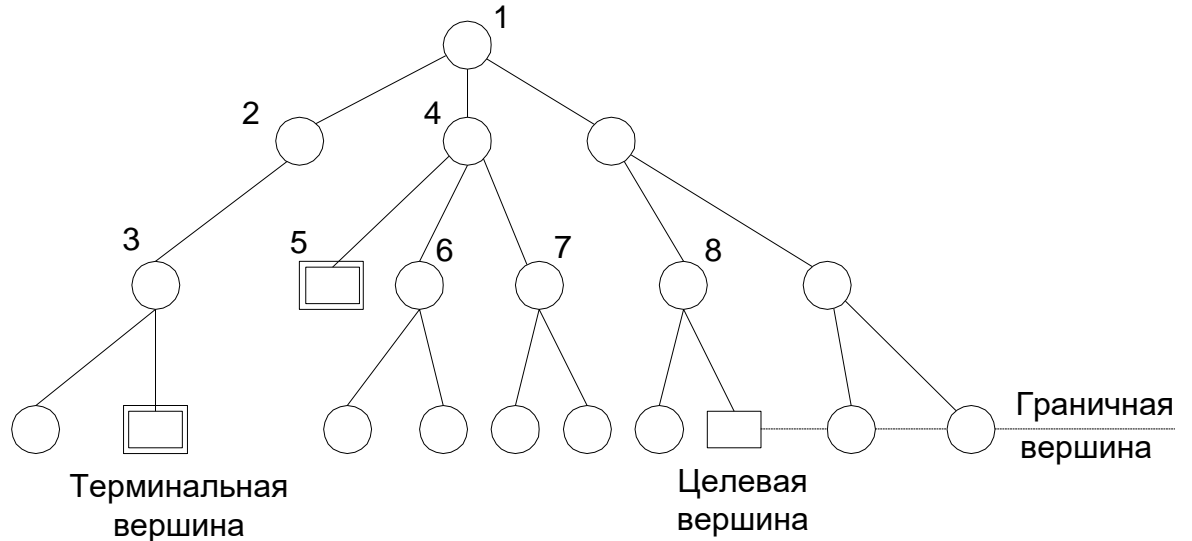 1
2
4
3
5
6
7
8
Граничная
вершина
Терминальная
вершина
Целевая
вершина